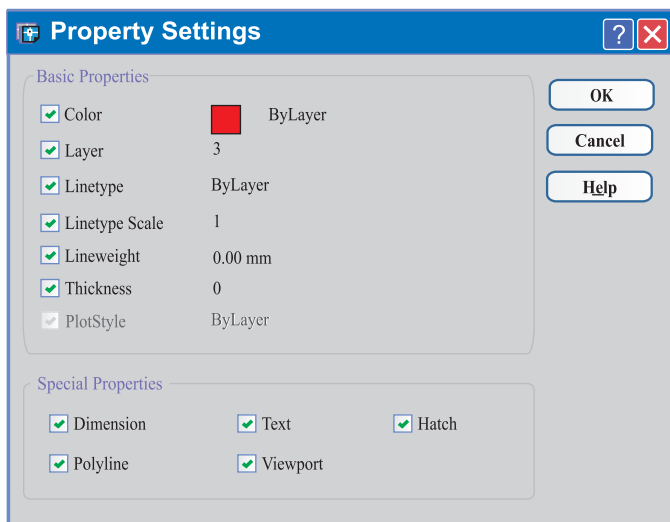 Property Settings
?
Basic Properties
Color ByLayer
Layer 3
Linetype ByLayer
Linetype Scale 1
Lineweight 0.00 mm
Thickness 0
PlotStyle ByLayer
OK
Cancel
Help
Special Properties
Dimension Text Hatch
Polyline Viewport